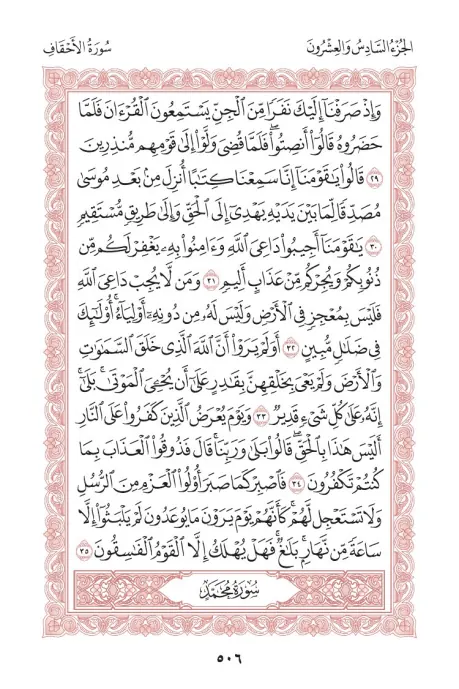 الجُزْءُ السَّادِسُ وَالعِشْرُونَ
سُورَةُ الأَحْقَافِ
وَإِذْ صَرَفْنَآ إِلَيْكَ نَفَرًا مِّنَ ٱلْجِنِّ يَسْتَمِعُونَ ٱلْقُرْءَانَ فَلَمَّا
حَضَرُوهُ قَالُوٓا۟ أَنصِتُوا۟ ۖ فَلَمَّا قُضِىَ وَلَّوْا۟ إِلَىٰ قَوْمِهِم مُّنذِرِينَ
٢٩ قَالُوا۟ يَٰقَوْمَنَآ إِنَّا سَمِعْنَا كِتَٰبًا أُنزِلَ مِنۢ بَعْدِ مُوسَىٰ
مُصَدِّقًا لِّمَا بَيْنَ يَدَيْهِ يَهْدِىٓ إِلَى ٱلْحَقِّ وَإِلَىٰ طَرِيقٍ مُّسْتَقِيمٍ
٣٠ يَٰقَوْمَنَآ أَجِيبُوا۟ دَاعِىَ ٱللَّهِ وَءَامِنُوا۟ بِهِۦ يَغْفِرْ لَكُم مِّن
ذُنُوبِكُمْ وَيُجِرْكُم مِّنْ عَذَابٍ أَلِيمٍ ٣١ وَمَن لَّا يُجِبْ دَاعِىَ ٱللَّهِ
فَلَيْسَ بِمُعْجِزٍ فِى ٱلْأَرْضِ وَلَيْسَ لَهُۥ مِن دُونِهِۦٓ أَوْلِيَآءُ ۚ أُو۟لَٰٓئِكَ
فِى ضَلَٰلٍ مُّبِينٍ ٣٢ أَوَلَمْ يَرَوْا۟ أَنَّ ٱللَّهَ ٱلَّذِى خَلَقَ ٱلسَّمَٰوَٰتِ
وَٱلْأَرْضَ وَلَمْ يَعْىَ بِخَلْقِهِنَّ بِقَٰدِرٍ عَلَىٰٓ أَن يُحْۦِىَ ٱلْمَوْتَىٰ ۚ بَلَىٰٓ
إِنَّهُۥ عَلَىٰ كُلِّ شَىْءٍ قَدِيرٌ ٣٣ وَيَوْمَ يُعْرَضُ ٱلَّذِينَ كَفَرُوا۟ عَلَى ٱلنَّارِ
أَلَيْسَ هَٰذَا بِٱلْحَقِّ ۖ قَالُوا۟ بَلَىٰ وَرَبِّنَا ۚ قَالَ فَذُوقُوا۟ ٱلْعَذَابَ بِمَا
كُنتُمْ تَكْفُرُونَ ٣٤ فَٱصْبِرْ كَمَا صَبَرَ أُو۟لُوا۟ ٱلْعَزْمِ مِنَ ٱلرُّسُلِ
وَلَا تَسْتَعْجِل لَّهُمْ ۚ كَأَنَّهُمْ يَوْمَ يَرَوْنَ مَا يُوعَدُونَ لَمْ يَلْبَثُوٓا۟ إِلَّا
سَاعَةً مِّن نَّهَارٍۭ ۚ بَلَٰغٌ ۚ فَهَلْ يُهْلَكُ إِلَّا ٱلْقَوْمُ ٱلْفَٰسِقُونَ ٣٥
سُورَةُ مُحَمَّدٍ
٥٠٦